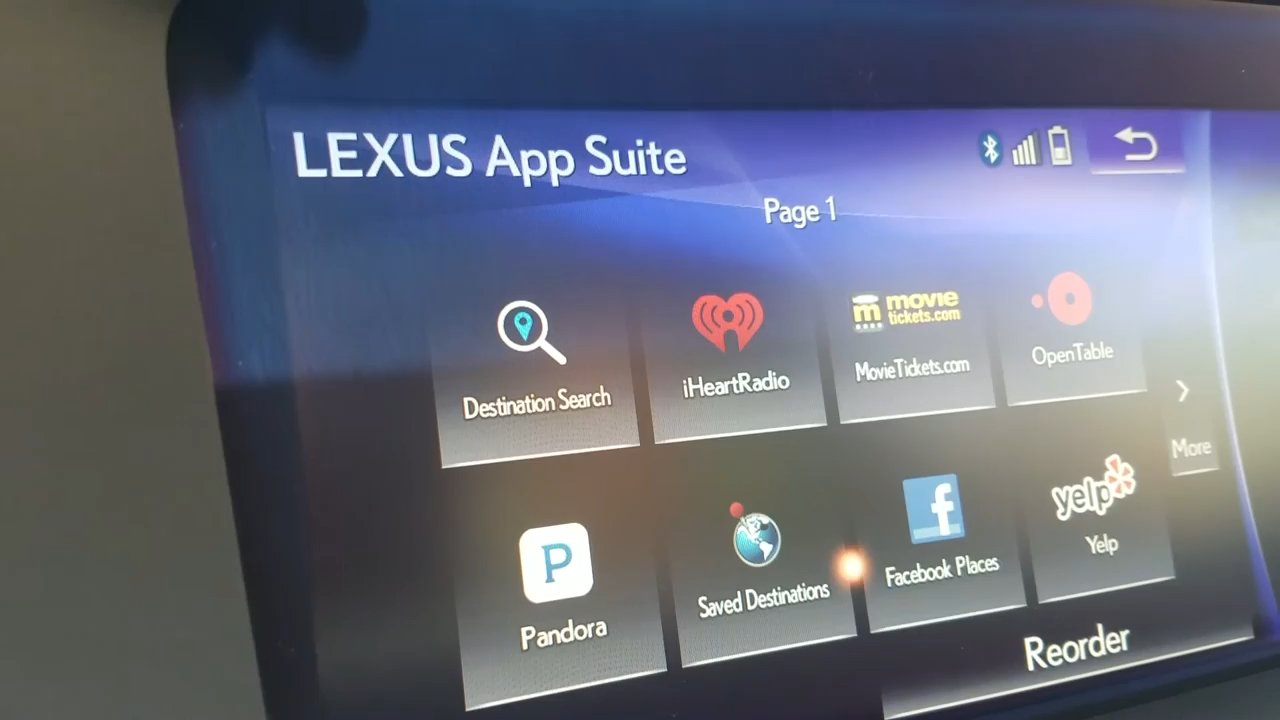 LEXUS App Suite
Page 1
m movie
tickets.com
Destination Search
iHeartRadio
MovieTickets.com
OpenTable
More
P
f
yelp
Pandora
Saved Destinations
Facebook Places
Yelp
Reorder